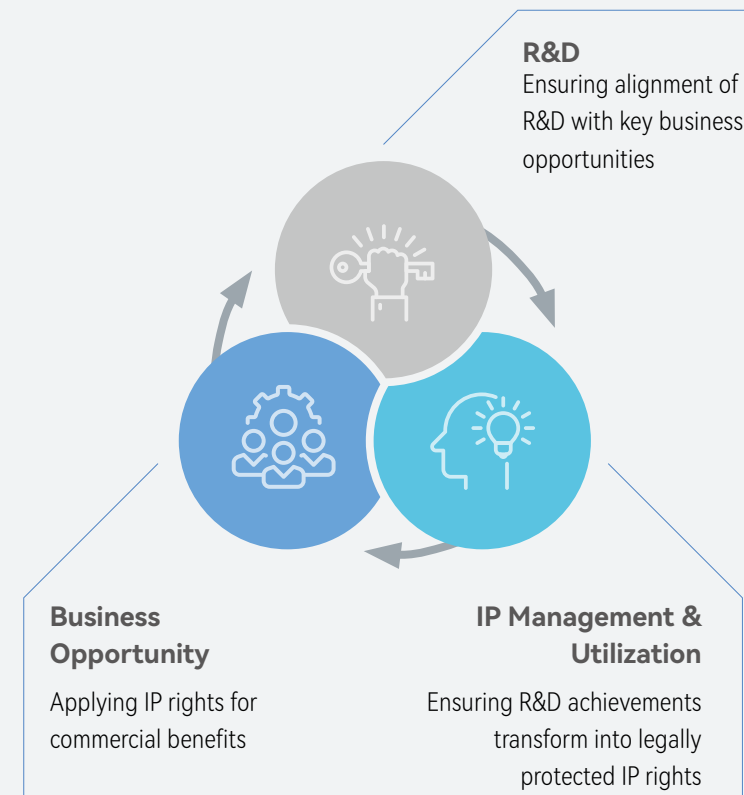 R&D
Ensuring alignment of
R&D with key business
opportunities
Business
Opportunity
Applying IP rights for
commercial benefits
IP Management &
Utilization
Ensuring R&D achievements
transform into legally
protected IP rights